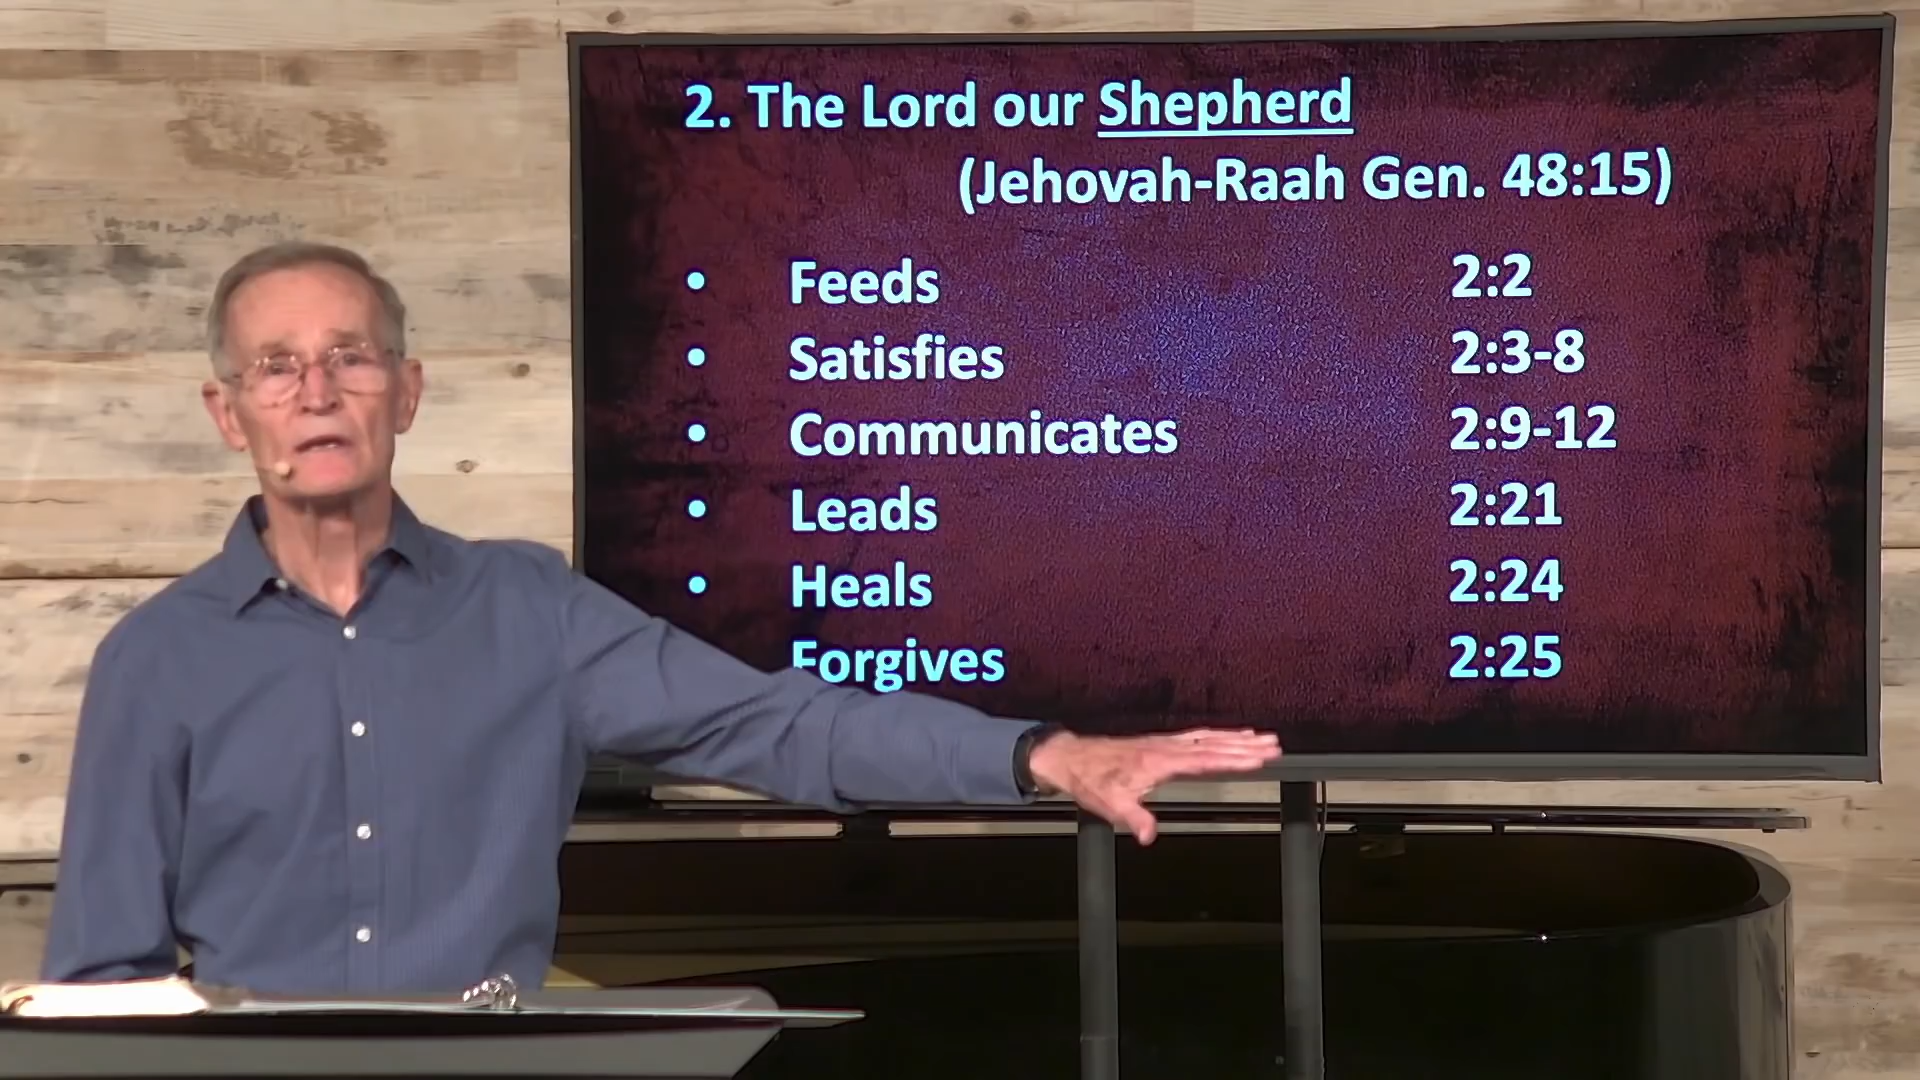 2. The Lord our Shepherd
(Jehovah-Raah Gen. 48:15)
• Feeds 2:2
• Satisfies 2:3-8
• Communicates 2:9-12
• Leads 2:21
• Heals 2:24
Forgives 2:25